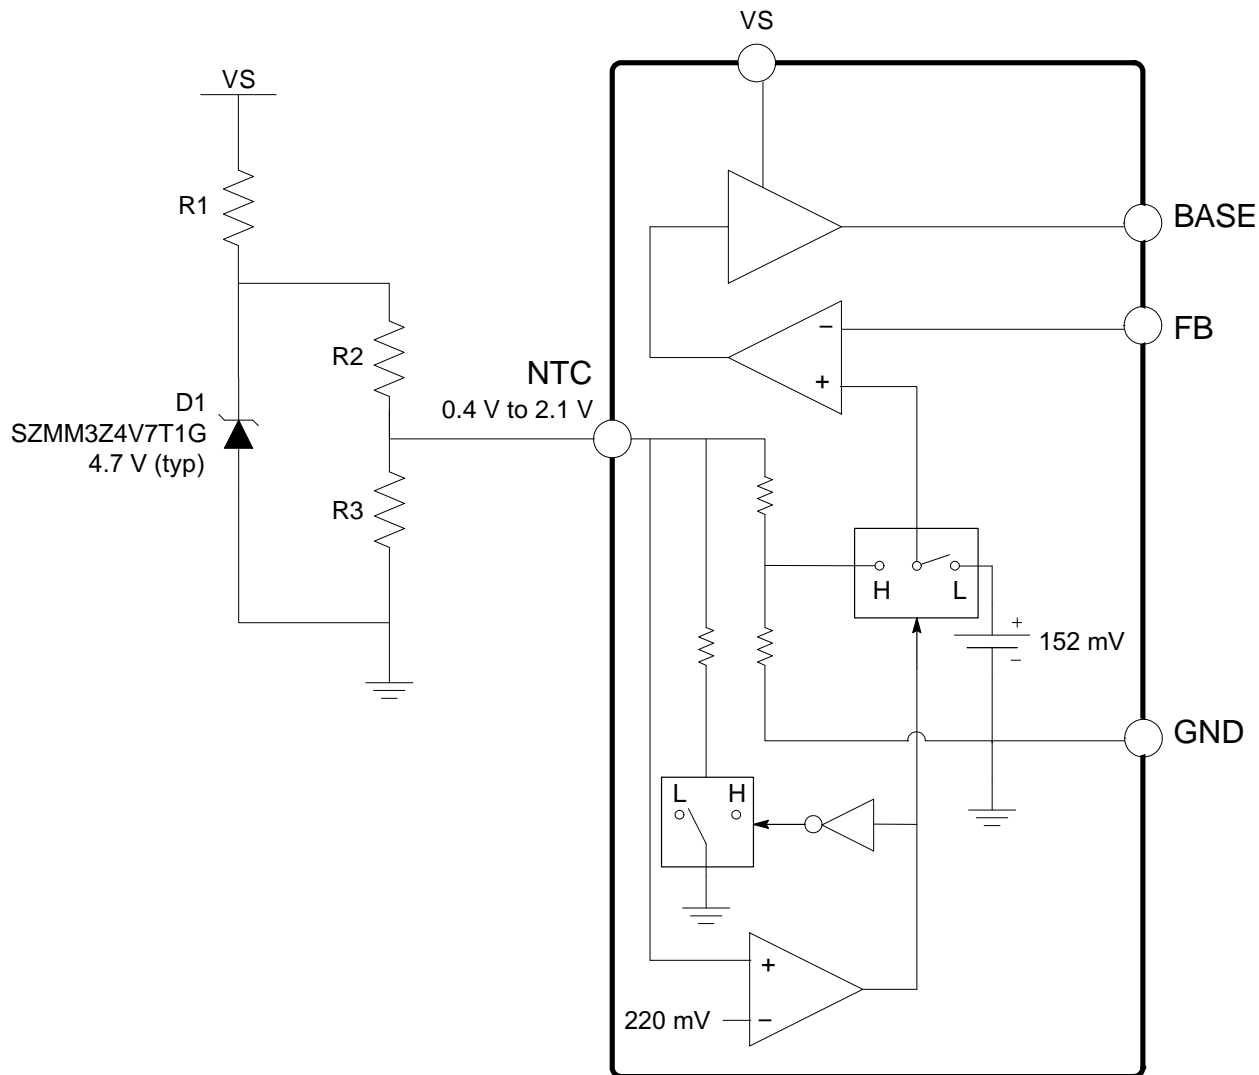 VS
VS
R1
BASE
FB
R2
NTC
0.4 V to 2.1 V
D1
SZMM3Z4V7T1G
4.7 V (typ)
R3
−
+
H
L
+
152 mV
−
GND
L
H
+
220 mV
−